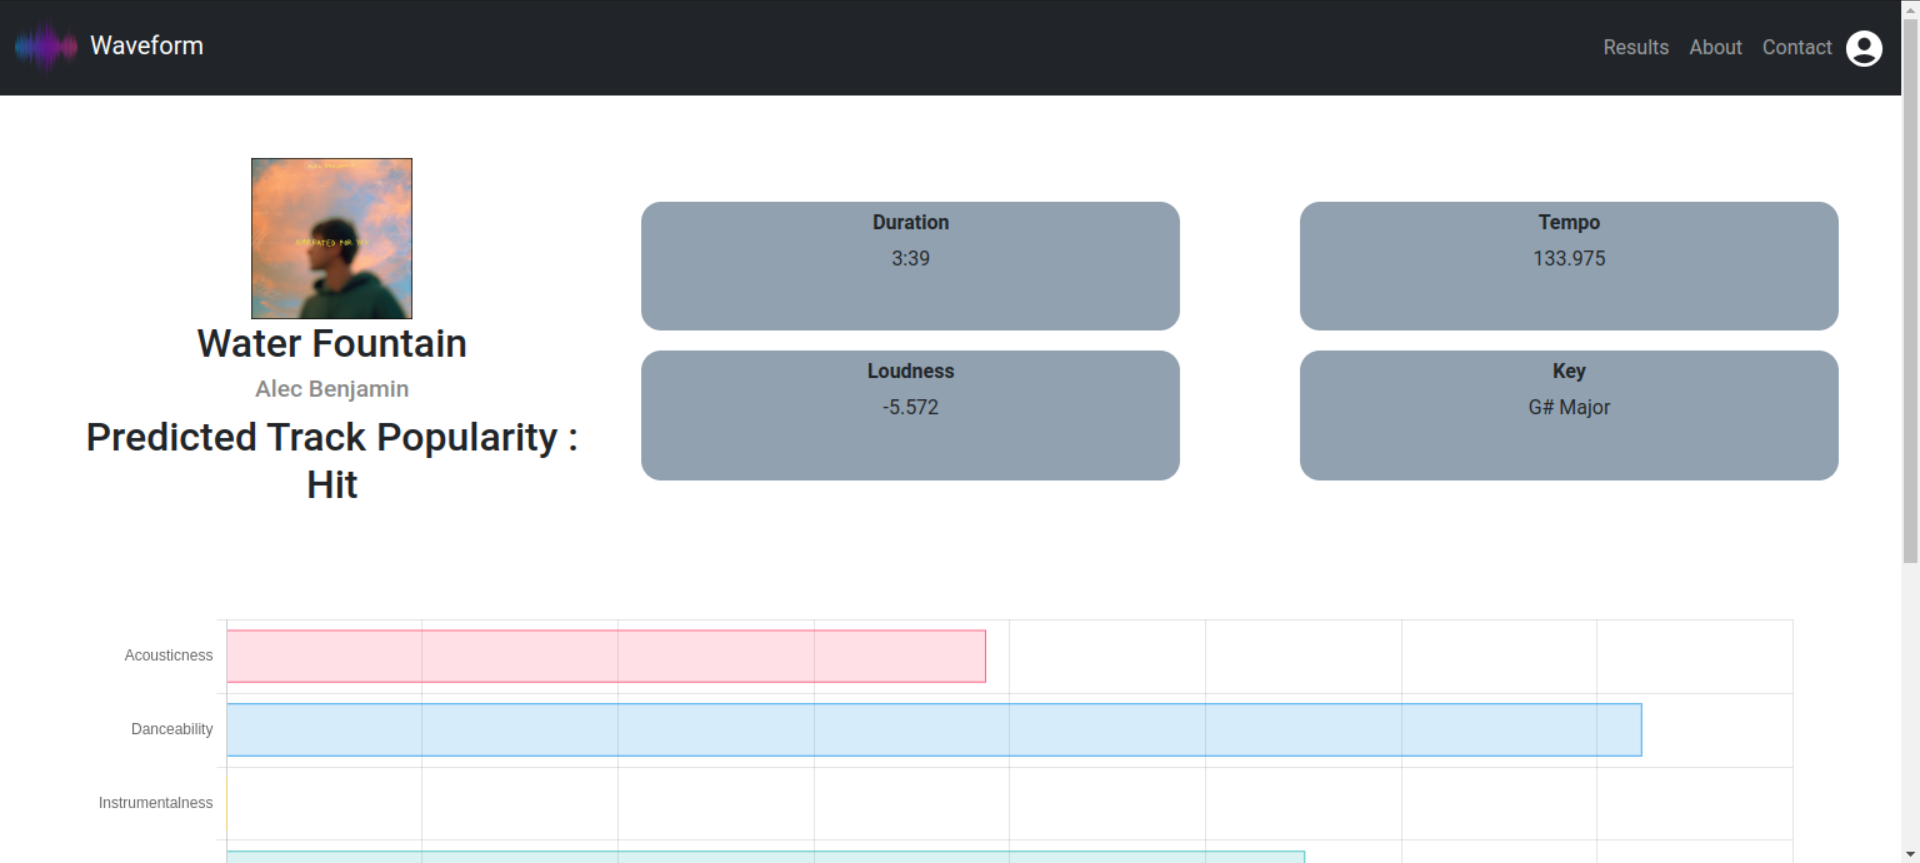 Waveform
Results About Contact
Water Fountain
Alec Benjamin
Predicted Track Popularity :
Hit
Duration
3:39
Tempo
133.975
Loudness
-5.572
Key
G# Major
Acousticness
Danceability
Instrumentalness